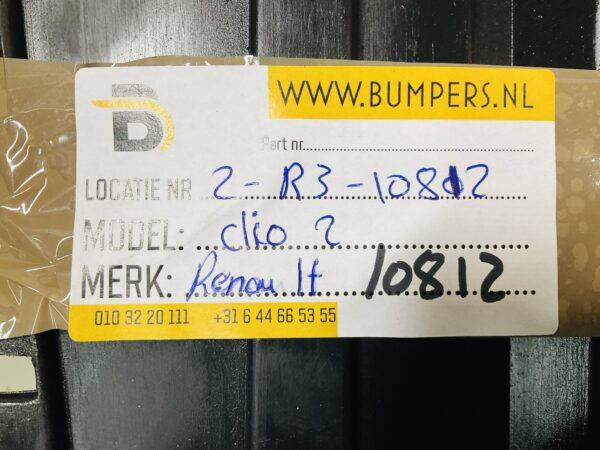 B
WWW.BUMPERS.NL
Part nr
LOCATIE NR 2-R3-10812
MODEL: clio 2
MERK: Renault 10812
010 32 20 111 +31 6 44 66 53 55